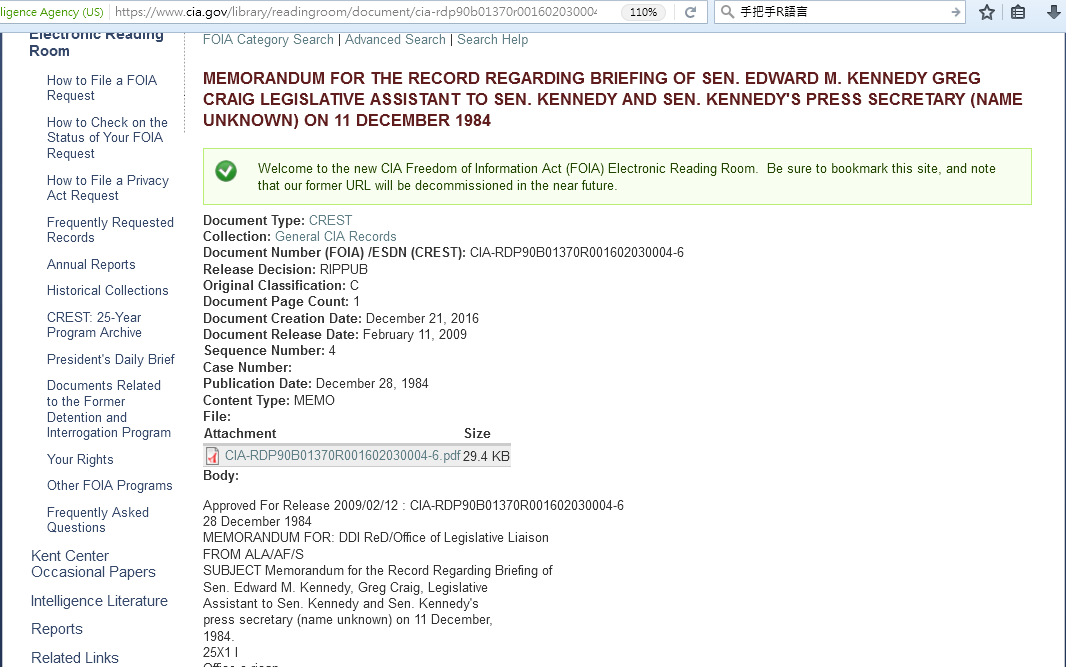 lligence Agency (US)
https://www.cia.gov/library/readingroom/document/cia-rdp90b01370r001602030004
110%
手把手R語言
Electronic Reading
Room
How to File a FOIA
Request
How to Check on the
Status of Your FOIA
Request
How to File a Privacy
Act Request
Frequently Requested
Records
Annual Reports
Historical Collections
CREST: 25-Year
Program Archive
President's Daily Brief
Documents Related
to the Former
Detention and
Interrogation Program
Your Rights
Other FOIA Programs
Frequently Asked
Questions
Kent Center
Occasional Papers
Intelligence Literature
Reports
Related Links
FOIA Category Search | Advanced Search | Search Help
MEMORANDUM FOR THE RECORD REGARDING BRIEFING OF SEN. EDWARD M. KENNEDY GREG
CRAIG LEGISLATIVE ASSISTANT TO SEN. KENNEDY AND SEN. KENNEDY'S PRESS SECRETARY (NAME
UNKNOWN) ON 11 DECEMBER 1984
Welcome to the new CIA Freedom of Information Act (FOIA) Electronic Reading Room. Be sure to bookmark this site, and note
that our former URL will be decommissioned in the near future.
Document Type: CREST
Collection: General CIA Records
Document Number (FOIA) /ESDN (CREST): CIA-RDP90B01370R001602030004-6
Release Decision: RIPPUB
Original Classification: C
Document Page Count: 1
Document Creation Date: December 21, 2016
Document Release Date: February 11, 2009
Sequence Number: 4
Case Number:
Publication Date: December 28, 1984
Content Type: MEMO
File:
Attachment Size
CIA-RDP90B01370R001602030004-6.pdf 29.4 KB
Body:
Approved For Release 2009/02/12 : CIA-RDP90B01370R001602030004-6
28 December 1984
MEMORANDUM FOR: DDI ReD/Office of Legislative Liaison
FROM ALA/AF/S
SUBJECT Memorandum for the Record Regarding Briefing of
Sen. Edward M. Kennedy, Greg Craig, Legislative
Assistant to Sen. Kennedy and Sen. Kennedy's
press secretary (name unknown) on 11 December,
1984.
25X1 l